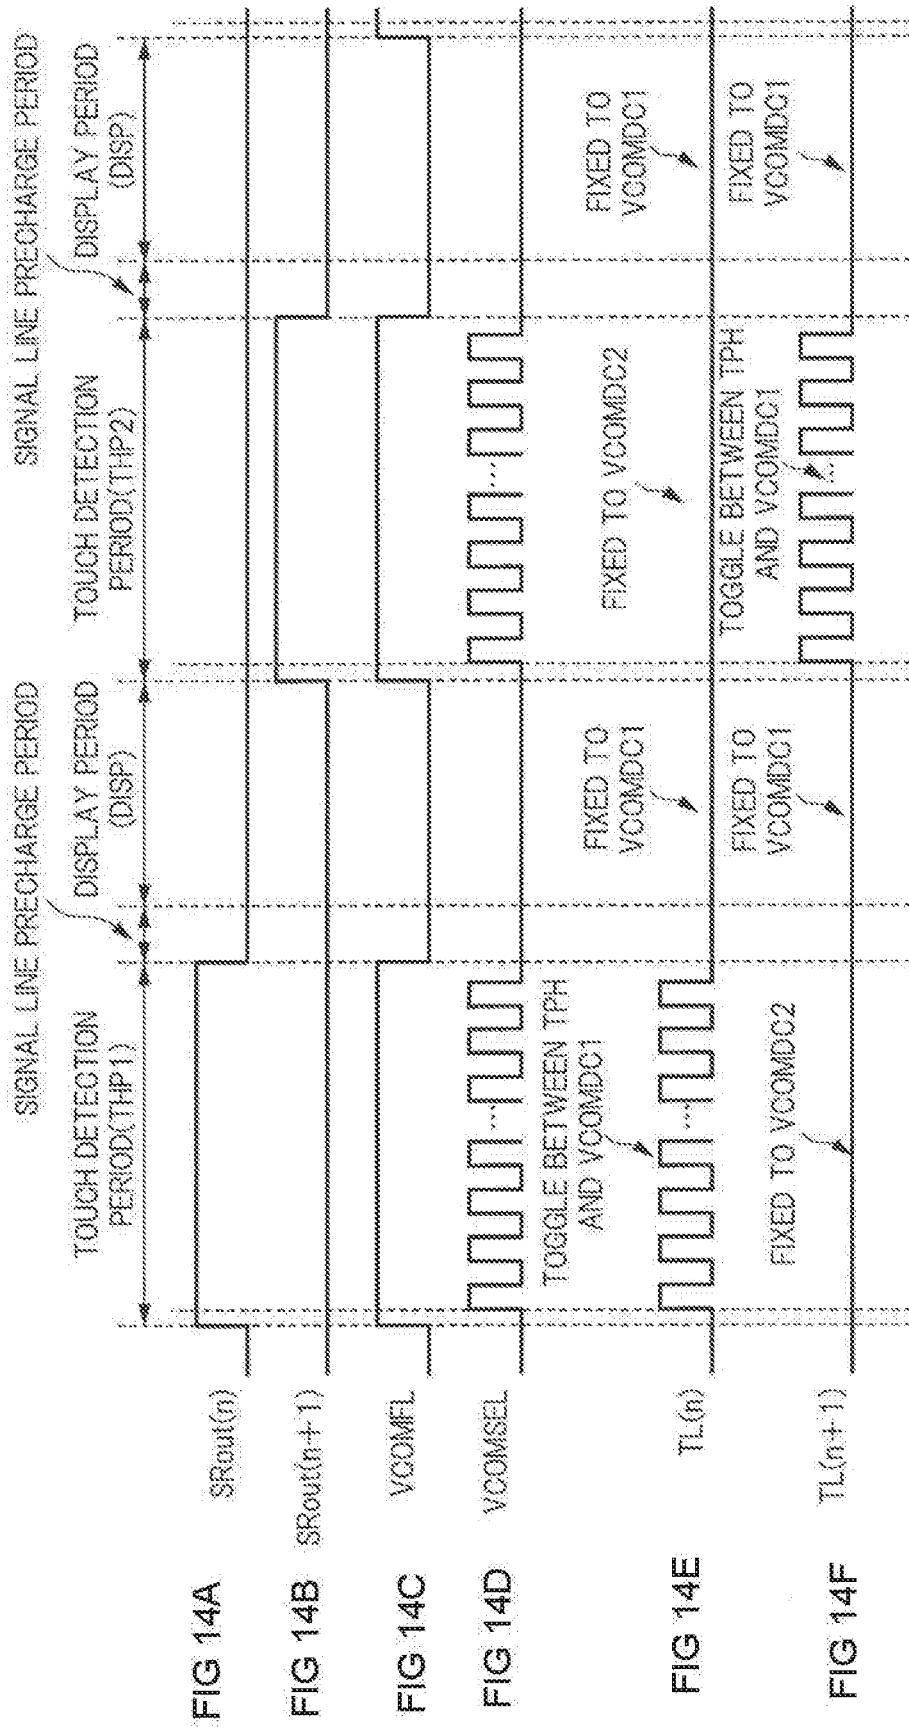 SIGNAL LINE PRECHARGE PERIOD
SIGNAL LINE PRECHARGE PERIOD
TOUCH DETECTION
PERIOD(THP1)
DISPLAY PERIOD
(DISP)
TOUCH DETECTION
PERIOD(THP2)
DISPLAY PERIOD
(DISP)
FIG 14A
SRout(n)
FIG 14B
SRout(n+1)
FIG 14C
VCOMFL
FIG 14D
VCOMSEL
...
...
TOGGLE BETWEEN TPH
AND VCOMDC1
FIXED TO
VCOMDC1
FIXED TO VCOMDC2
FIXED TO
VCOMDC1
FIG 14E
TL(n)
...
FIXED TO VCOMDC2
FIXED TO
VCOMDC1
TOGGLE BETWEEN TPH
AND VCOMDC1
FIXED TO
VCOMDC1
FIG 14F
TL(n+1)
...